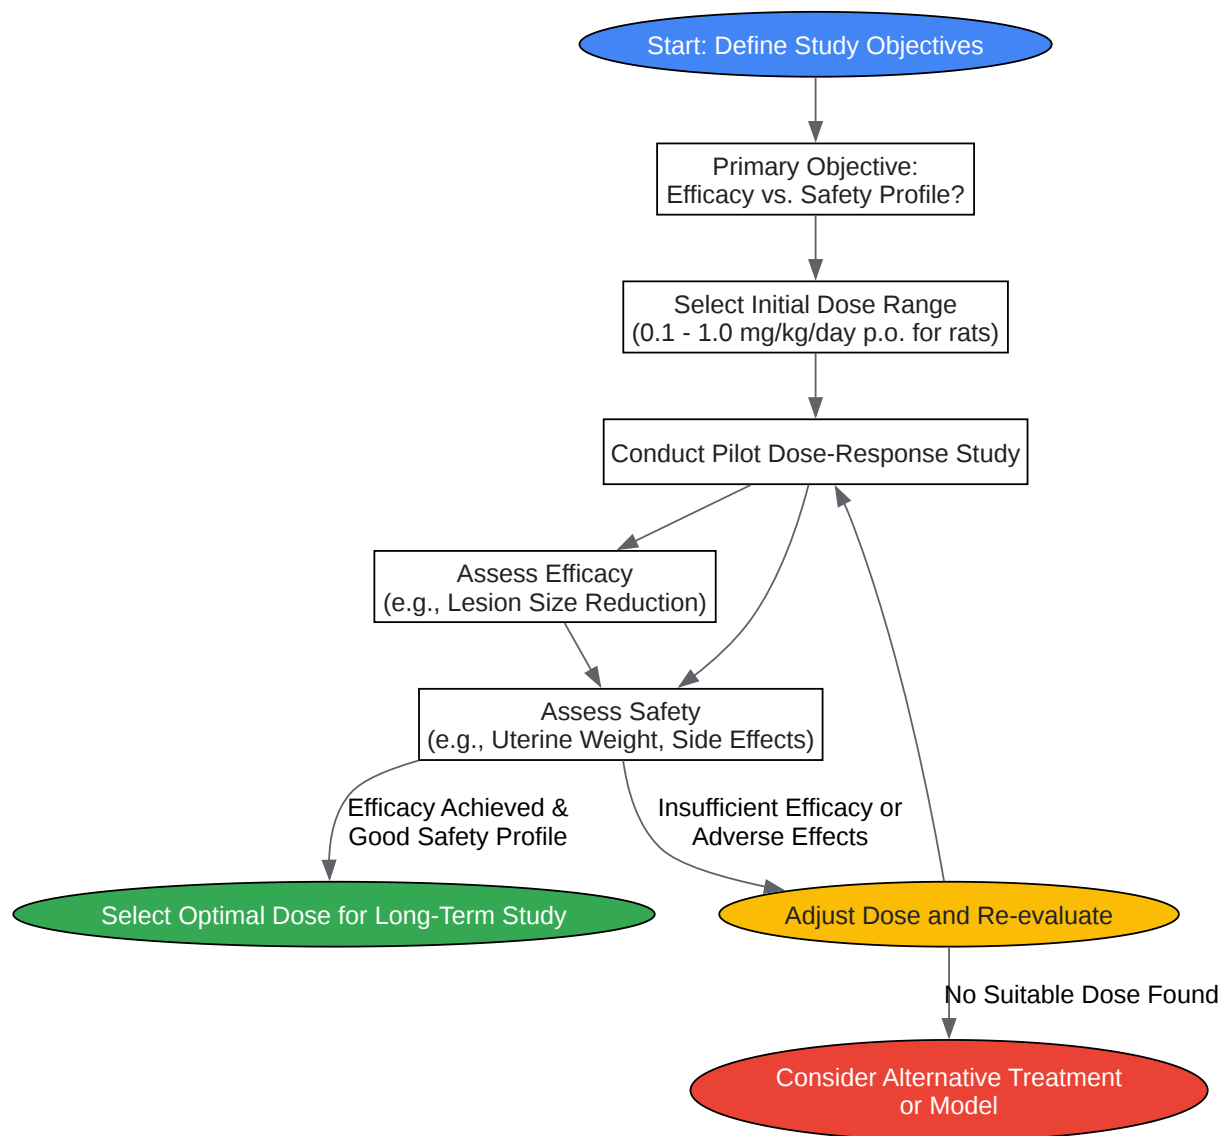 Start: Define Study Objectives
Primary Objective:
Efficacy vs. Safety Profile?
Select Initial Dose Range
(0.1 - 1.0 mg/kg/day p.o. for rats)
Conduct Pilot Dose-Response Study
Assess Efficacy
(e.g., Lesion Size Reduction)
Assess Safety
(e.g., Uterine Weight, Side Effects)
Efficacy Achieved &
Good Safety Profile
Insufficient Efficacy or
Adverse Effects
Select Optimal Dose for Long-Term Study
Adjust Dose and Re-evaluate
No Suitable Dose Found
Consider Alternative Treatment
or Model